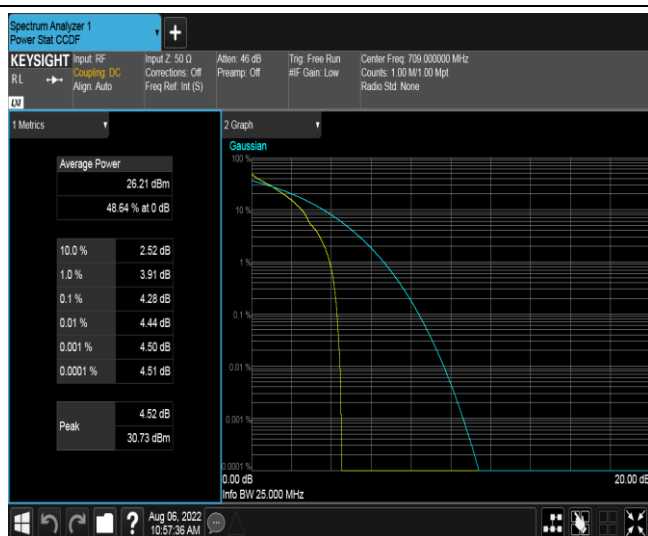 Spectrum Analyzer 1
Power Stat CCDF
+
KEYSIGHT
RL
LXI
Input: RF
Coupling: DC
Align: Auto
Input Z: 50 Ω
Corrections: Off
Freq Ref: Int (S)
Atten: 46 dB
Preamp: Off
Trig: Free Run
#IF Gain: Low
Center Freq: 709.000000 MHz
Counts: 1.00 M/1.00 Mpt
Radio Std: None
1 Metrics
Average Power
26.21 dBm
48.64 % at 0 dB
10.0 % 2.52 dB
1.0 % 3.91 dB
0.1 % 4.28 dB
0.01 % 4.44 dB
0.001 % 4.50 dB
0.0001 % 4.51 dB
Peak
4.52 dB
30.73 dBm
2 Graph
Gaussian
100 %
10 %
1 %
0.1 %
0.01 %
0.001 %
0.0001 %
0.00 dB
20.00 dB
Info BW 25.000 MHz
?
Aug 06, 2022
10:57:36 AM